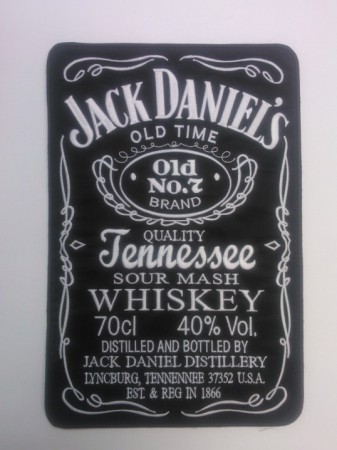 JACK DANIEL'S
OLD TIME
Old
No.7
BRAND
QUALITY
Tennessee
SOUR MASH
WHISKEY
70cl 40% Vol.
DISTILLED AND BOTTLED BY
JACK DANIEL DISTILLERY
LYNCBURG, TENNENNEE 37352 U.S.A.
EST. & REG IN 1866